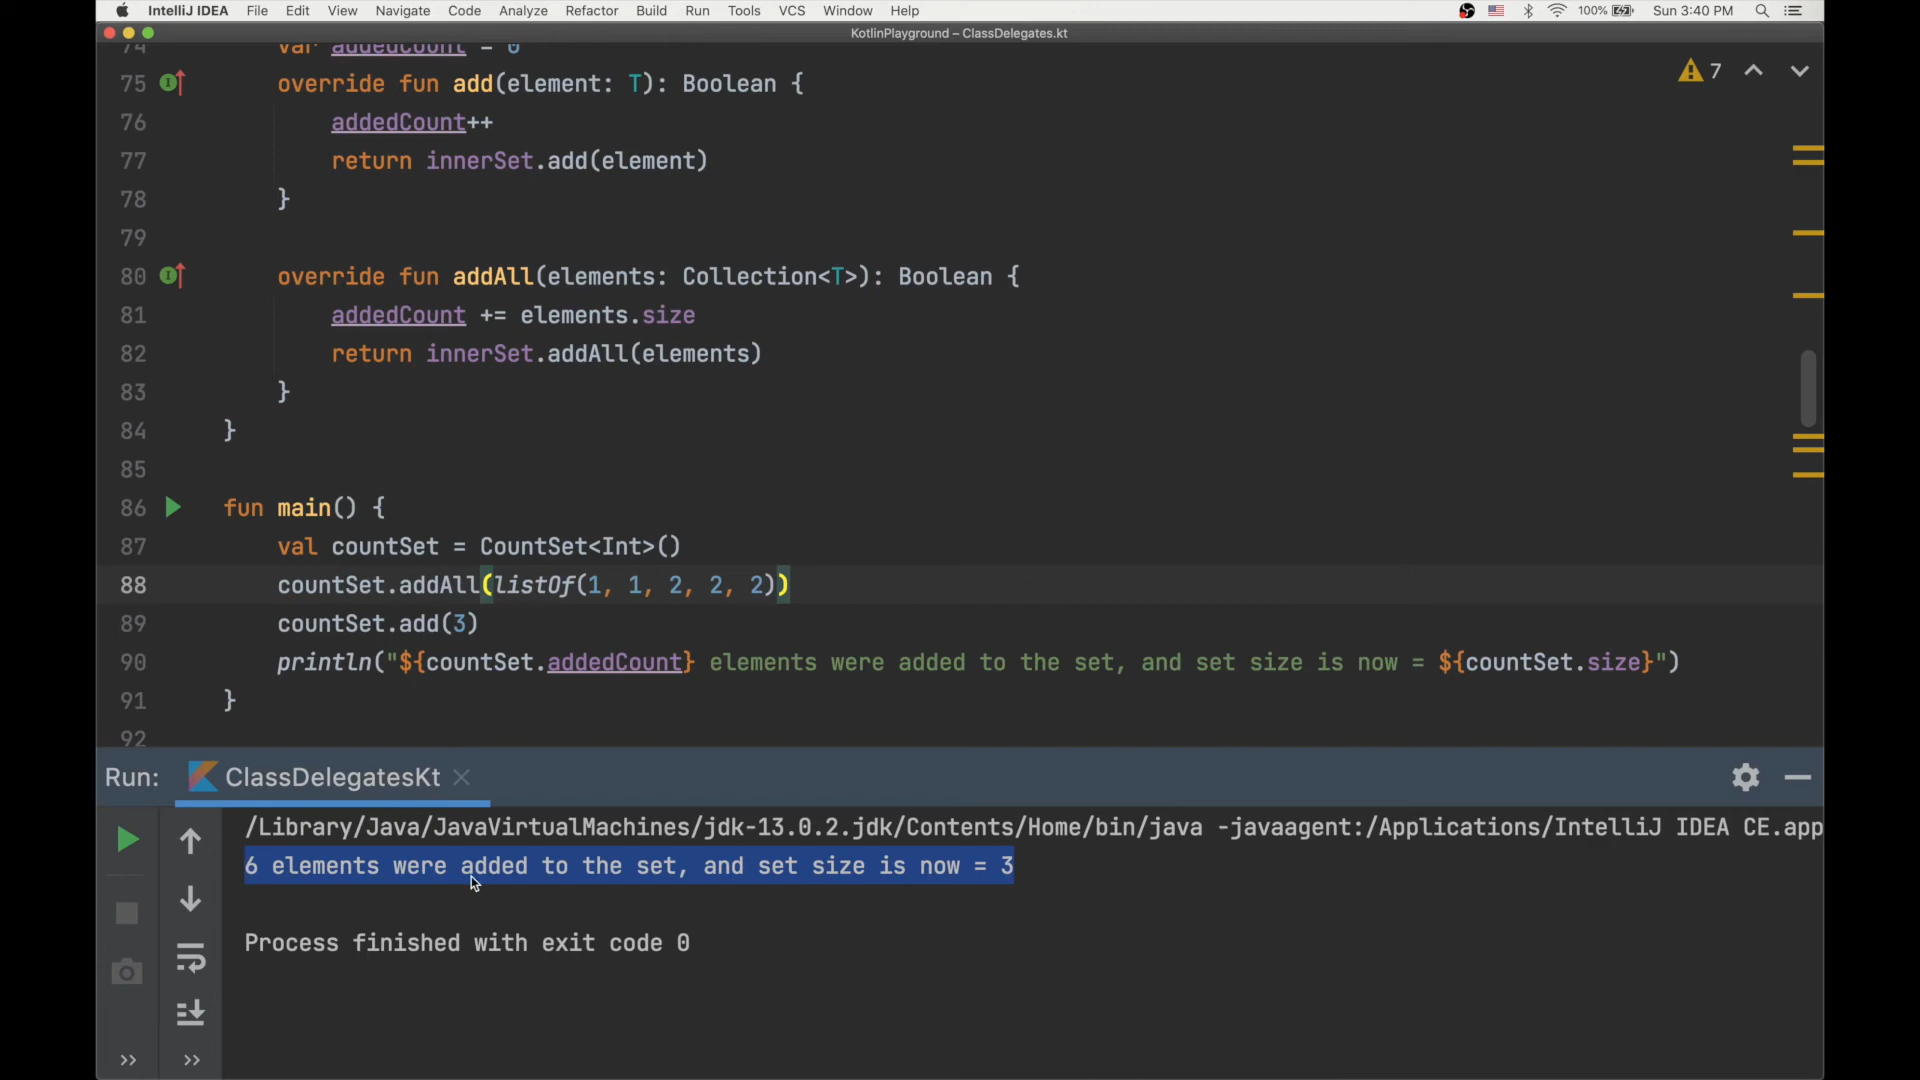 IntelliJ IDEA File Edit View Navigate Code Analyze Refactor Build Run Tools VCS Window Help 100% Sun 3:40 PM
KotlinPlayground – ClassDelegates.kt
74 var addedCount = 0
75 override fun add(element: T): Boolean {
7
76 addedCount++
77 return innerSet.add(element)
78 }
79
80 override fun addAll(elements: Collection<T>): Boolean {
81 addedCount += elements.size
82 return innerSet.addAll(elements)
83 }
84 }
85
86 fun main() {
87 val countSet = CountSet<Int>()
88 countSet.addAll(listOf(1, 1, 2, 2, 2))
89 countSet.add(3)
90 println("${countSet.addedCount} elements were added to the set, and set size is now = ${countSet.size}")
91 }
92
Run: ClassDelegatesKt
/Library/Java/JavaVirtualMachines/jdk-13.0.2.jdk/Contents/Home/bin/java -javaagent:/Applications/IntelliJ IDEA CE.app
6 elements were added to the set, and set size is now = 3
Process finished with exit code 0